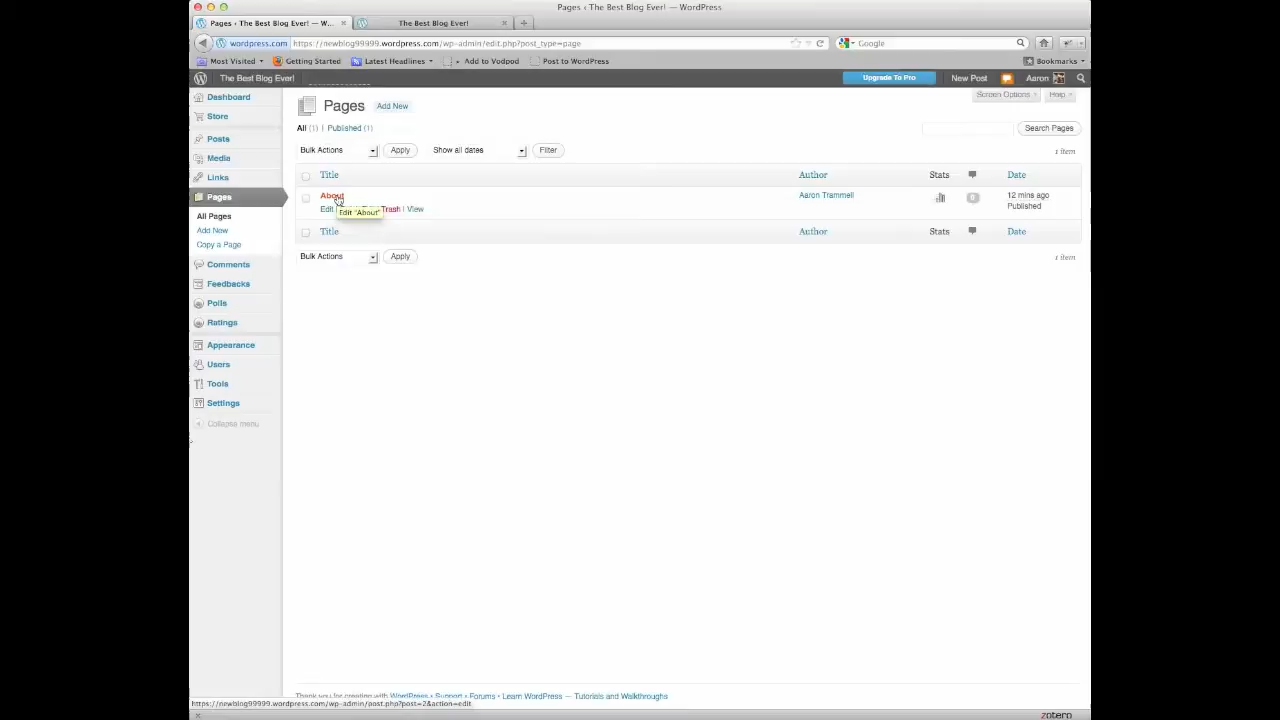 Pages ‹ The Best Blog Ever! — WordPress
Pages ‹ The Best Blog Ever! — W...
The Best Blog Ever!
wordpress.com https://newblog99999.wordpress.com/wp-admin/edit.php?post_type=page
Google
Most Visited Getting Started Latest Headlines Add to Vodpod Post to WordPress Bookmarks
The Best Blog Ever! Upgrade To Pro New Post Aaron
Screen Options Help
Dashboard
Store
Posts
Media
Links
Pages
All Pages
Add New
Copy a Page
Comments
Feedbacks
Polls
Ratings
Appearance
Users
Tools
Settings
Collapse menu
Pages Add New
All (1) | Published (1)
Search Pages
Bulk Actions Apply Show all dates Filter 1 item
Title Author Stats Date
About Aaron Trammell 0 12 mins ago
Published
Edit Trash | View
Edit "About"
Title Author Stats Date
Bulk Actions Apply 1 item
Thank you for creating with WordPress • Support • Forums • Learn WordPress — Tutorials and Walkthroughs
https://newblog99999.wordpress.com/wp-admin/post.php?post=2&action=edit
zotero